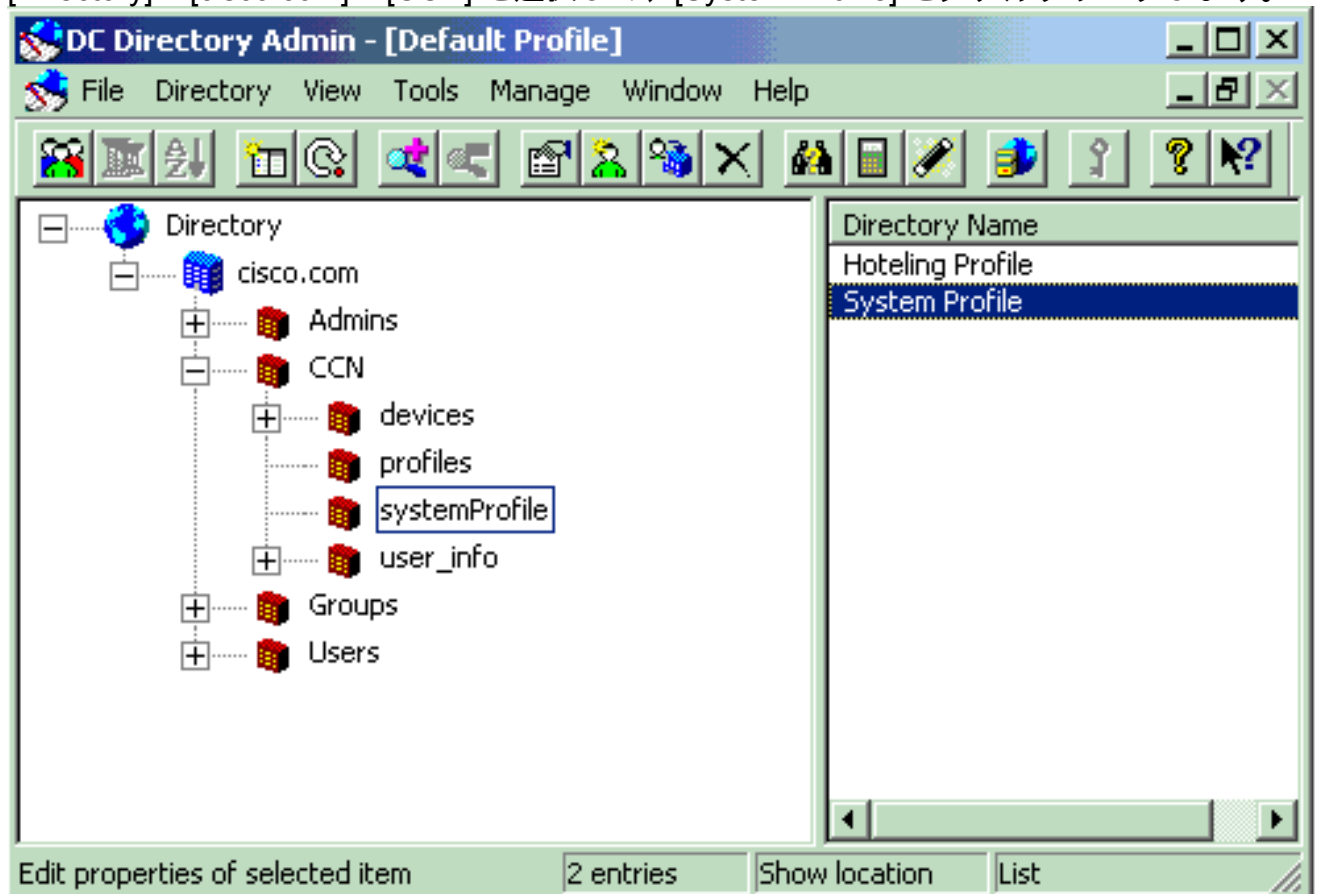 DC Directory Admin - [Default Profile]
File Directory View Tools Manage Window Help
Directory
cisco.com
Admins
CCN
devices
profiles
systemProfile
user_info
Groups
Users
Directory Name
Hoteling Profile
System Profile
Edit properties of selected item 2 entries Show location List